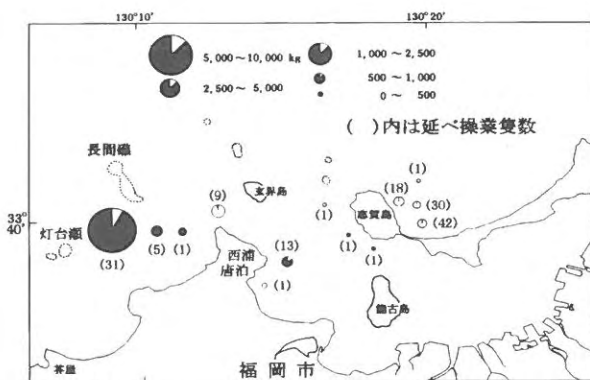 130°10′
130°20′
5,000～10,000 kg
1,000～2,500
2,500～5,000
500～1,000
0～500
(　)内は延べ操業隻数
長間礁
玄界島
(1)
(9)
(18)
(30)
(1)
志賀島
(42)
33°
40′
灯台瀬
(31)
(5)
(1)
西浦
唐泊
(13)
(1)
(1)
(1)
能古島
芥屋
福岡市